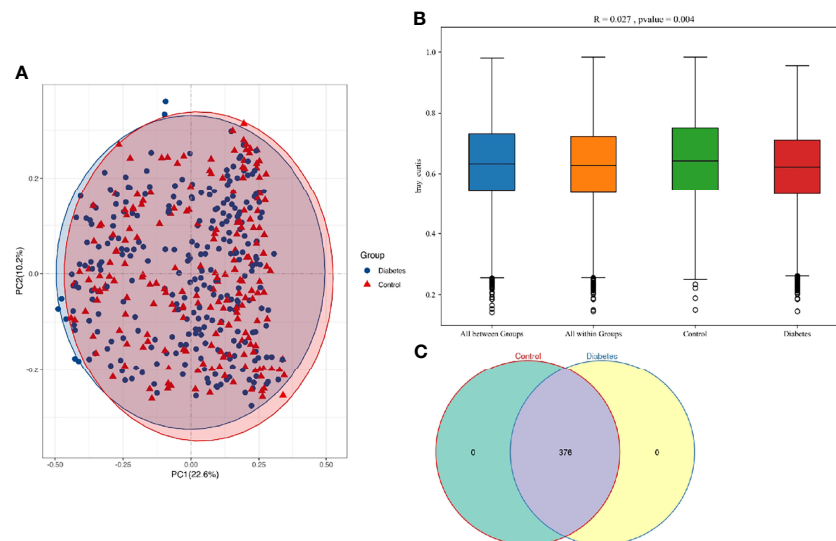 A
0.2
0.0
-0.2
PC2(10.2%)
-0.50
-0.25
0.00
0.25
0.50
PC1(22.6%)
Group
Diabetes
Control
B
R = 0.027 , pvalue = 0.004
1.0
0.8
0.6
0.4
0.2
bray_curtis
All between Groups
All within Groups
Control
Diabetes
C
Control
Diabetes
0
376
0